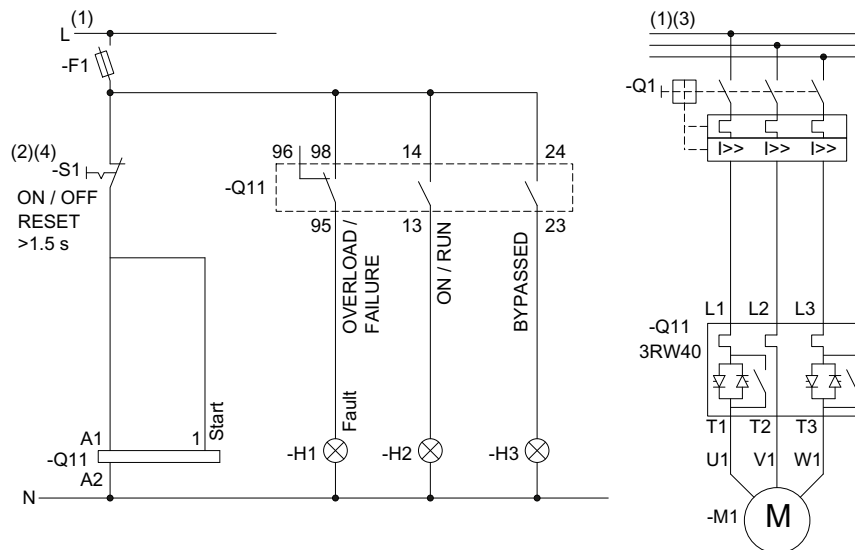 (1)
L
-F1
(2)(4)
-S1
ON / OFF
RESET
>1.5 s
96 98 14 24
-Q11
95 13 23
OVERLOAD /
FAILURE
ON / RUN
BYPASSED
Fault
Start
A1 1
-Q11
A2
-H1 -H2 -H3
N
(1)(3)
-Q1
I>> I>> I>>
L1 L2 L3
-Q11
3RW40
T1 T2 T3
U1 V1 W1
-M1
M